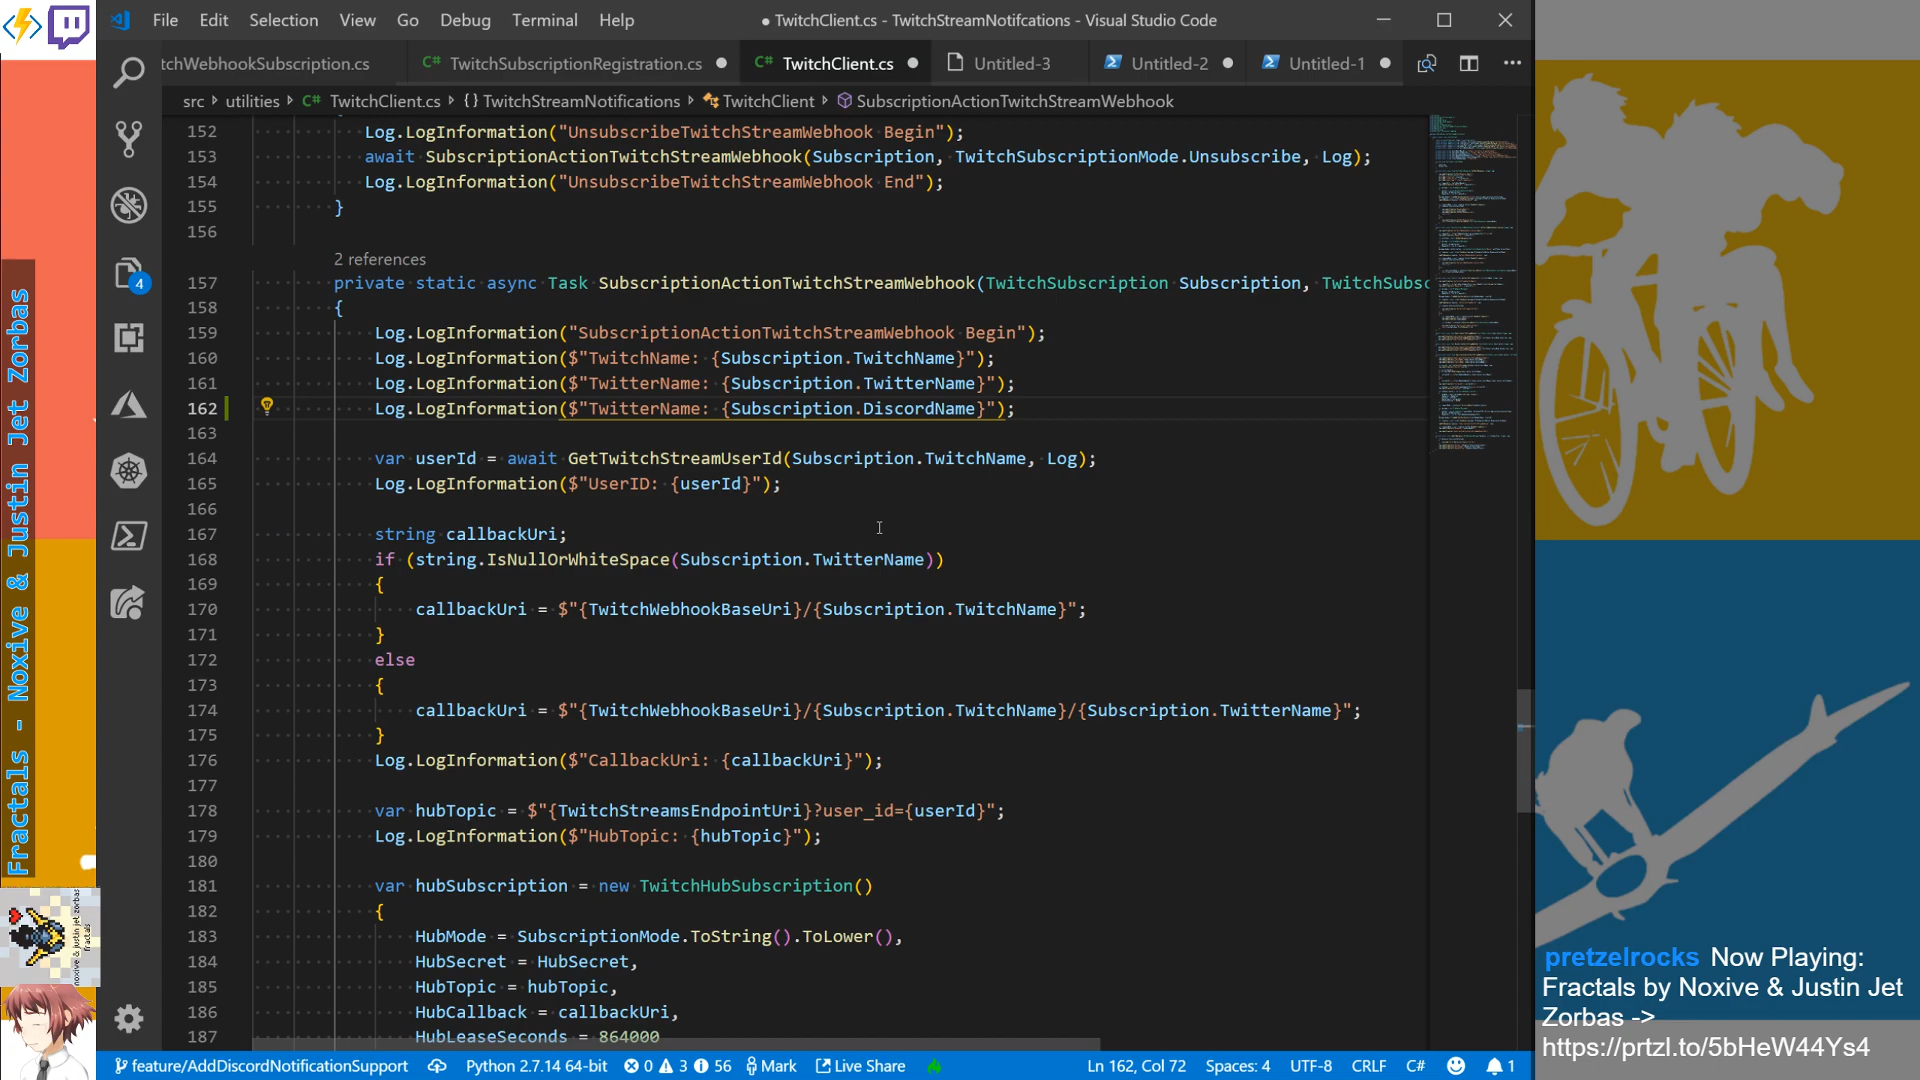 File Edit Selection View Go Debug Terminal Help
● TwitchClient.cs - TwitchStreamNotifcations - Visual Studio Code
tchWebhookSubscription.cs
C# TwitchSubscriptionRegistration.cs
C# TwitchClient.cs
Untitled-3
Untitled-2
Untitled-1
src > utilities > C# TwitchClient.cs > {} TwitchStreamNotifications > TwitchClient > SubscriptionActionTwitchStreamWebhook
152 Log.LogInformation("UnsubscribeTwitchStreamWebhook Begin");
153 await SubscriptionActionTwitchStreamWebhook(Subscription, TwitchSubscriptionMode.Unsubscribe, Log);
154 Log.LogInformation("UnsubscribeTwitchStreamWebhook End");
155 }
156
2 references
157 private static async Task SubscriptionActionTwitchStreamWebhook(TwitchSubscription Subscription, TwitchSubsc
158 {
159 Log.LogInformation("SubscriptionActionTwitchStreamWebhook Begin");
160 Log.LogInformation($"TwitchName: {Subscription.TwitchName}");
161 Log.LogInformation($"TwitterName: {Subscription.TwitterName}");
162 Log.LogInformation($"TwitterName: {Subscription.DiscordName}");
163
164 var userId = await GetTwitchStreamUserId(Subscription.TwitchName, Log);
165 Log.LogInformation($"UserID: {userId}");
166
167 string callbackUri;
168 if (string.IsNullOrWhiteSpace(Subscription.TwitterName))
169 {
170 callbackUri = $"{TwitchWebhookBaseUri}/{Subscription.TwitchName}";
171 }
172 else
173 {
174 callbackUri = $"{TwitchWebhookBaseUri}/{Subscription.TwitchName}/{Subscription.TwitterName}";
175 }
176 Log.LogInformation($"CallbackUri: {callbackUri}");
177
178 var hubTopic = $"{TwitchStreamsEndpointUri}?user_id={userId}";
179 Log.LogInformation($"HubTopic: {hubTopic}");
180
181 var hubSubscription = new TwitchHubSubscription()
182 {
183 HubMode = SubscriptionMode.ToString().ToLower(),
184 HubSecret = HubSecret,
185 HubTopic = hubTopic,
186 HubCallback = callbackUri,
187 HubLeaseSeconds = 864000
4
feature/AddDiscordNotificationSupport Python 2.7.14 64-bit 0 3 56 Mark Live Share Ln 162, Col 72 Spaces: 4 UTF-8 CRLF C# 1
Fractals - Noxive & Justin Jet Zorbas
noxive & justin jet zorbas
fractals
pretzelrocks Now Playing:
Fractals by Noxive & Justin Jet
Zorbas ->
https://prtzl.to/5bHeW44Ys4